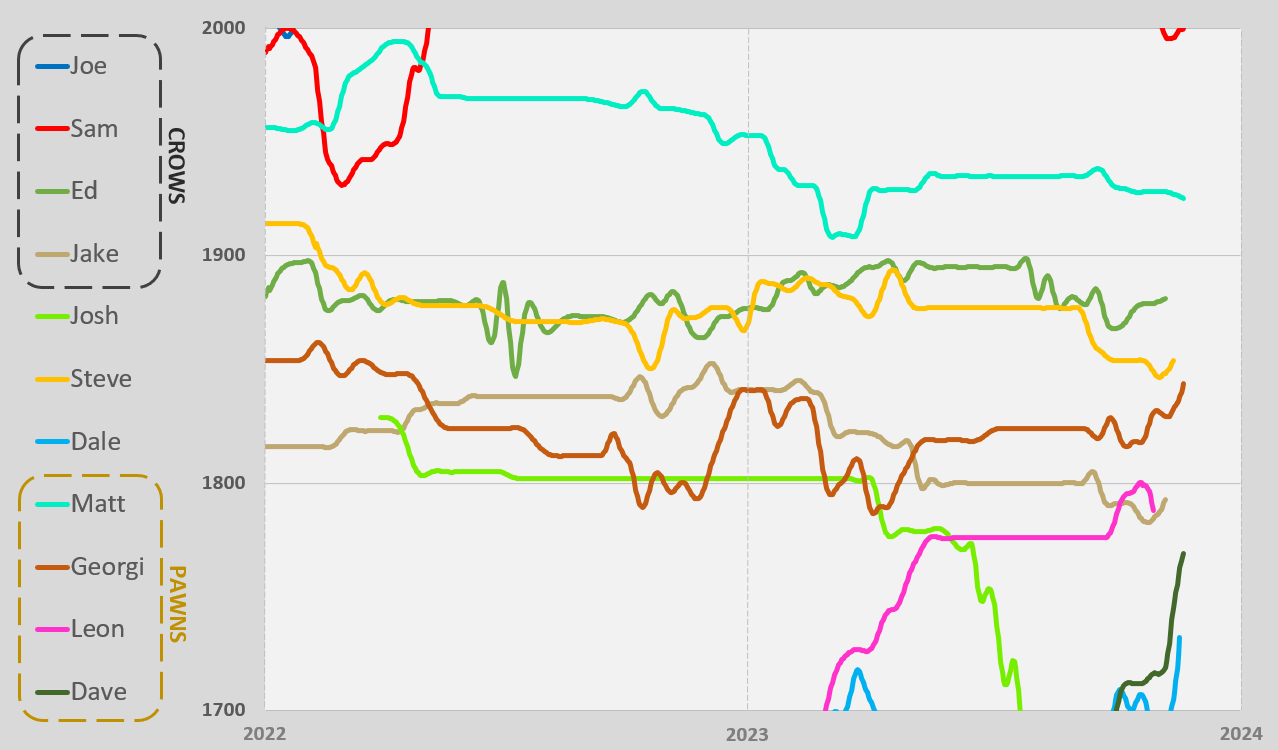 Joe
Sam
Ed
Jake
CROWS
Josh
Steve
Dale
Matt
Georgi
Leon
Dave
PAWNS
2000
1900
1800
1700
2022
2023
2024